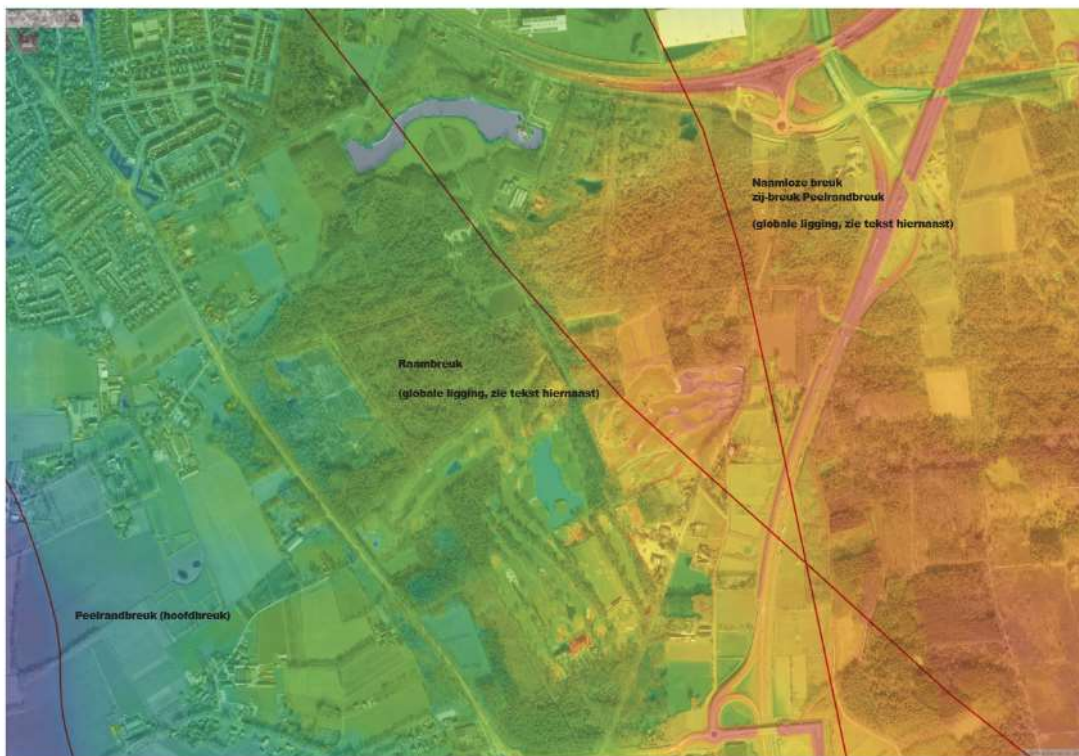 Naamloze breuk
zij-breuk Peelrandbreuk
(globale ligging, zie tekst hiernaast)
Raambreuk
(globale ligging, zie tekst hiernaast)
Peelrandbreuk (hoofdbreuk)